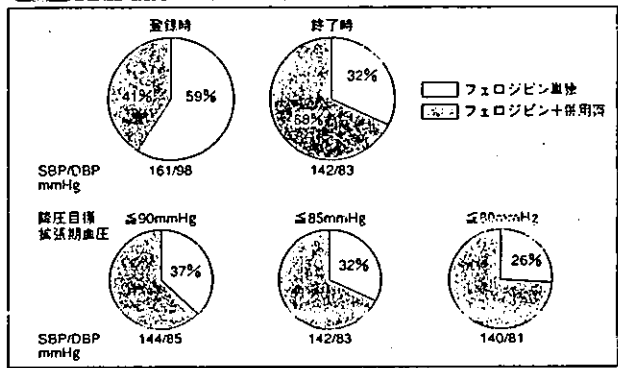 登録時
終了時
41%
59%
32%
68%
フェロジピン単独
フェロジピン+併用薬
SBP/DBP
mmHg
161/98
142/83
降圧目標
拡張期血圧
≦90mmHg
≦85mmHg
≦80mmHg
37%
32%
26%
SBP/DBP
mmHg
144/85
142/83
140/81